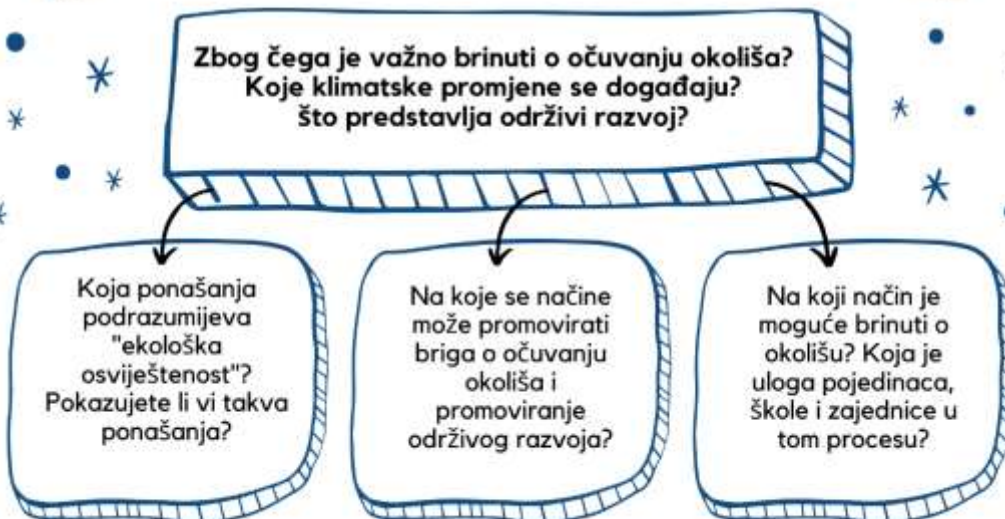 Zbog čega je važno brinuti o očuvanju okoliša?
Koje klimatske promjene se događaju?
što predstavlja održivi razvoj?
Koja ponašanja
podrazumijeva
"ekološka
osviještenost"?
Pokazujete li vi takva
ponašanja?
Na koje se načine
može promovirati
briga o očuvanju
okoliša i
promoviranje
održivog razvoja?
Na koji način je
moguće brinuti o
okolišu? Koja je
uloga pojedinaca,
škole i zajednice u
tom procesu?